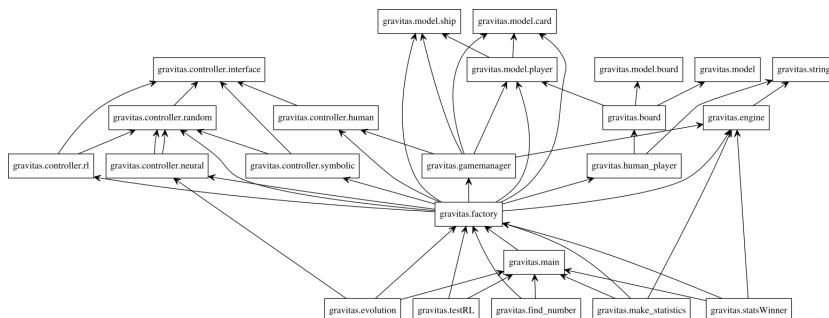 gravitas.model.ship
gravitas.model.card
gravitas.controller.interface
gravitas.model.player
gravitas.model.board
gravitas.model
gravitas.string
gravitas.controller.random
gravitas.controller.human
gravitas.board
gravitas.engine
gravitas.controller.rl
gravitas.controller.neural
gravitas.controller.symbolic
gravitas.gamemanager
gravitas.human_player
gravitas.factory
gravitas.main
gravitas.evolution
gravitas.testRL
gravitas.find_number
gravitas.make_statistics
gravitas.statsWinner